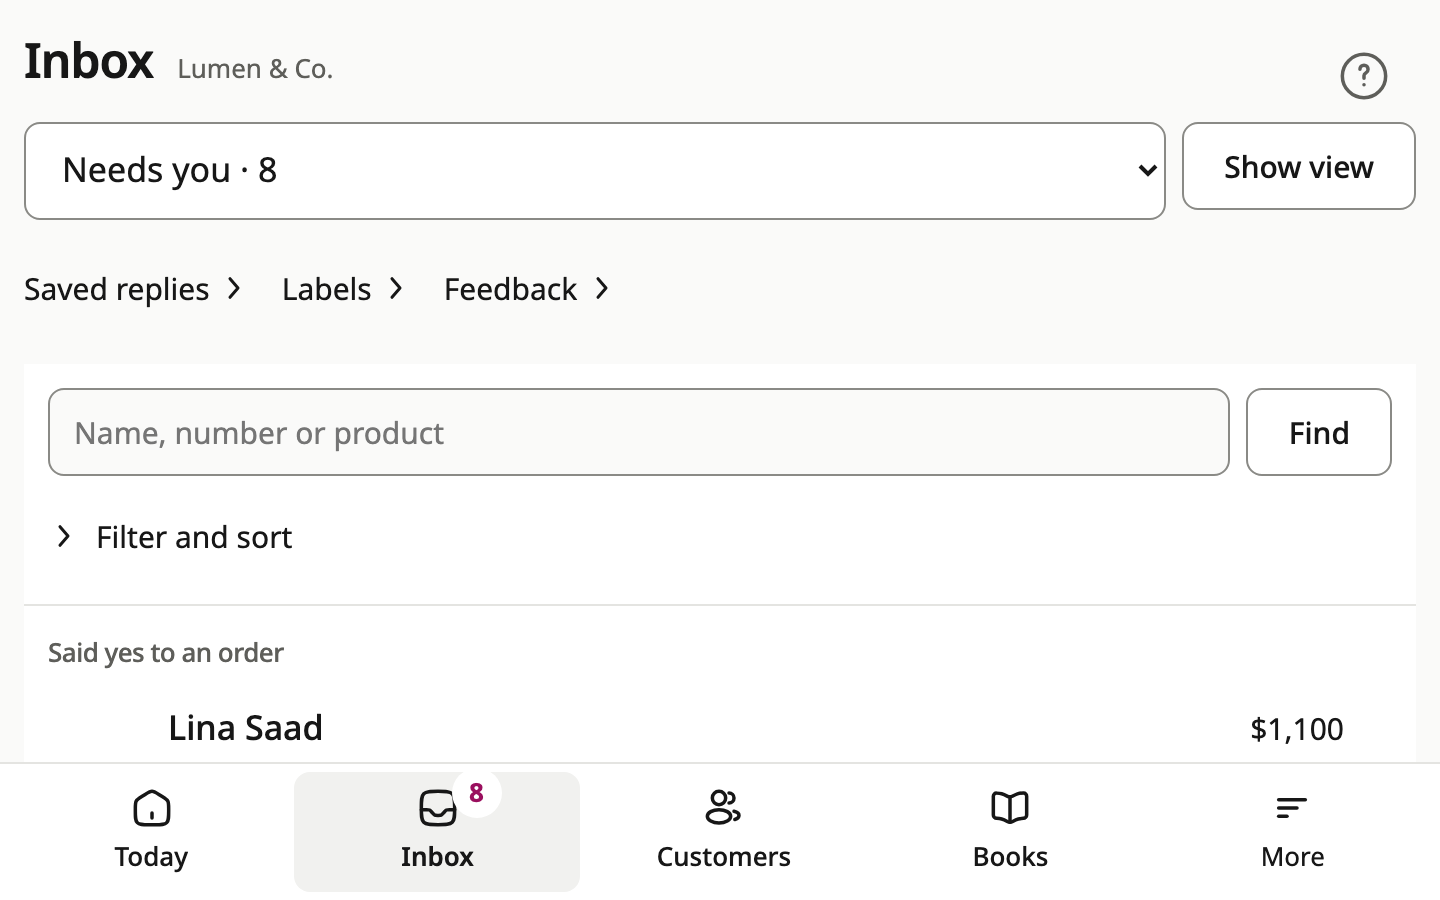 Inbox Lumen & Co.
Needs you · 8
Show view
Saved replies
Labels
Feedback
Name, number or product
Find
Filter and sort
Said yes to an order
Lina Saad
$1,100
8
Today
Inbox
Customers
Books
More